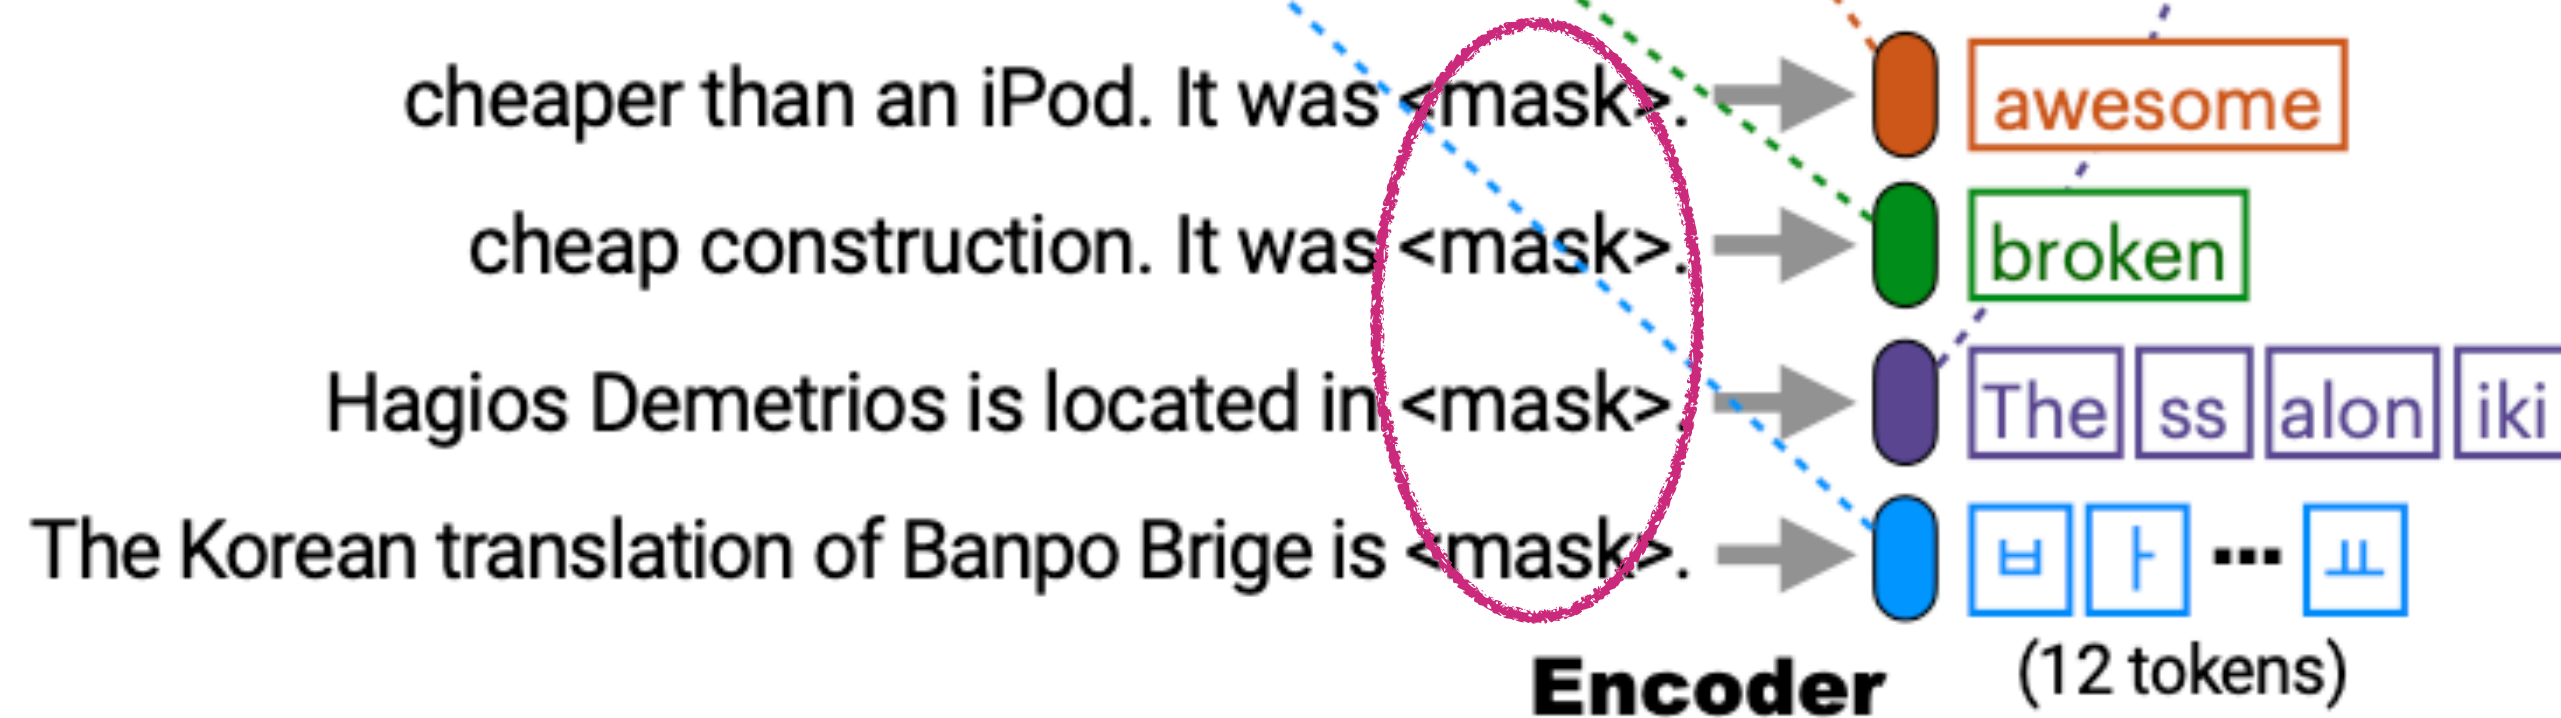 cheaper than an iPod. It was <mask>. awesome
cheap construction. It was <mask>. broken
Hagios Demetrios is located in <mask>. The ss alon iki
The Korean translation of Banpo Brige is <mask>. ㅂ ㅏ ... ㅛ
Encoder (12 tokens)